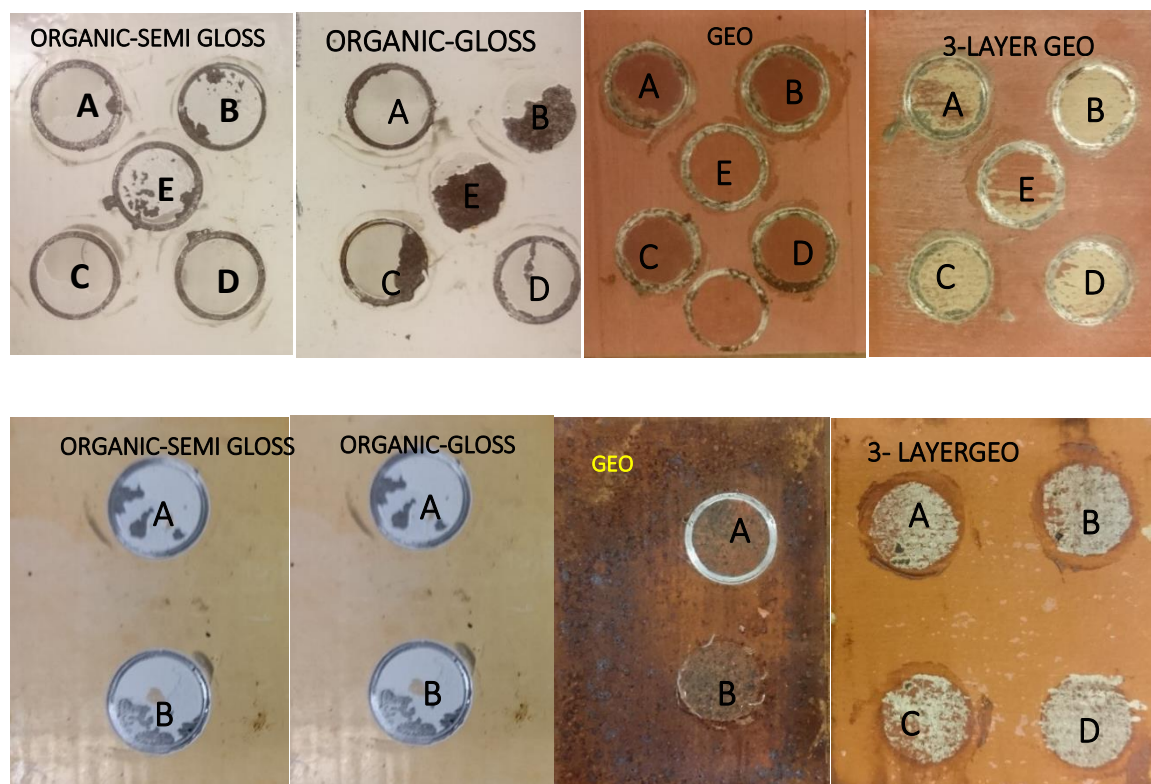 ORGANIC-SEMI GLOSS
A
B
E
C
D
ORGANIC-GLOSS
A
B
E
C
D
GEO
A
B
E
C
D
3-LAYER GEO
A
B
E
C
D
ORGANIC-SEMI GLOSS
A
B
ORGANIC-GLOSS
A
B
GEO
A
B
3- LAYERGEO
A
B
C
D